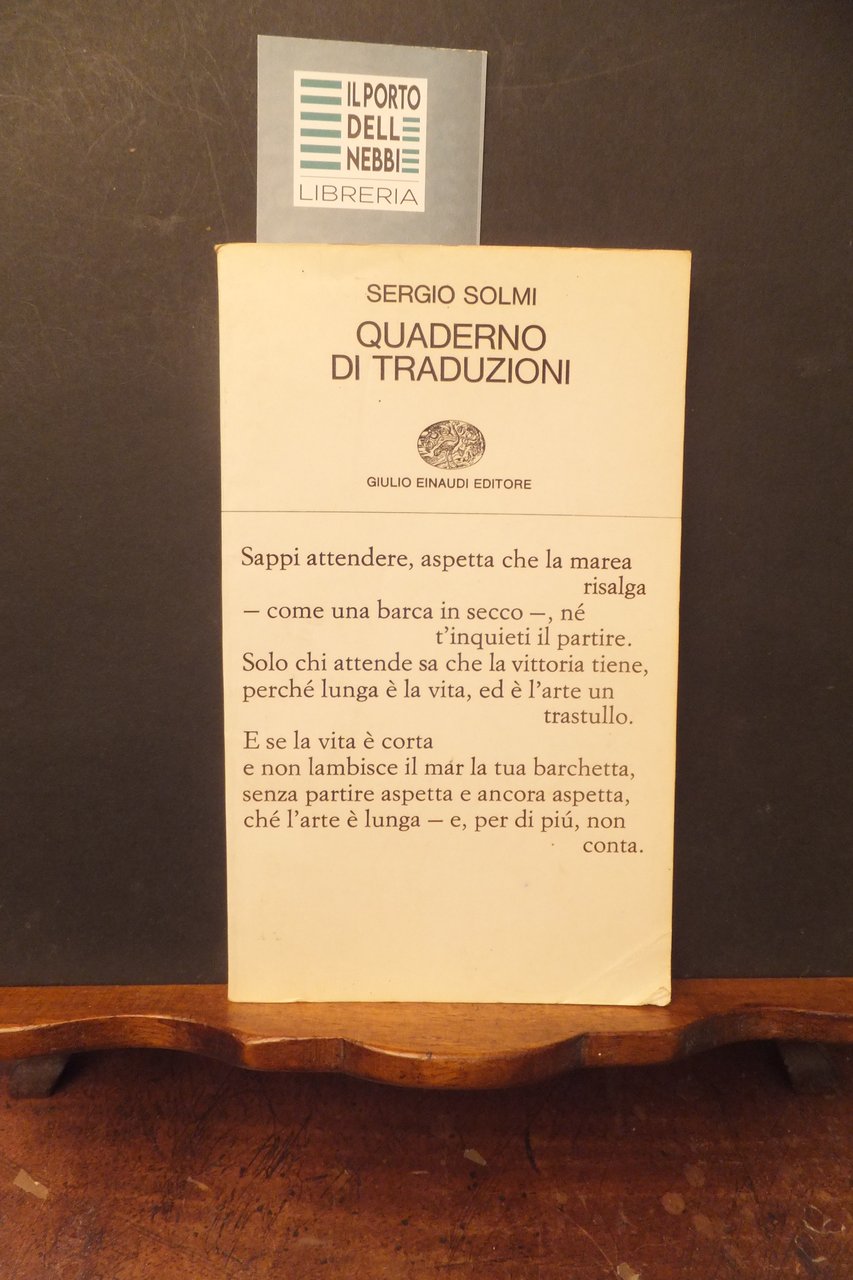 IL PORTO
DELLE
NEBBIE
LIBRERIA
SERGIO SOLMI
QUADERNO
DI TRADUZIONI
GIULIO EINAUDI EDITORE
Sappi attendere, aspetta che la marea
risalga
– come una barca in secco –, né
t'inquieti il partire.
Solo chi attende sa che la vittoria tiene,
perché lunga è la vita, ed è l'arte un
trastullo.
E se la vita è corta
e non lambisce il mar la tua barchetta,
senza partire aspetta e ancora aspetta,
ché l'arte è lunga – e, per di piú, non
conta.